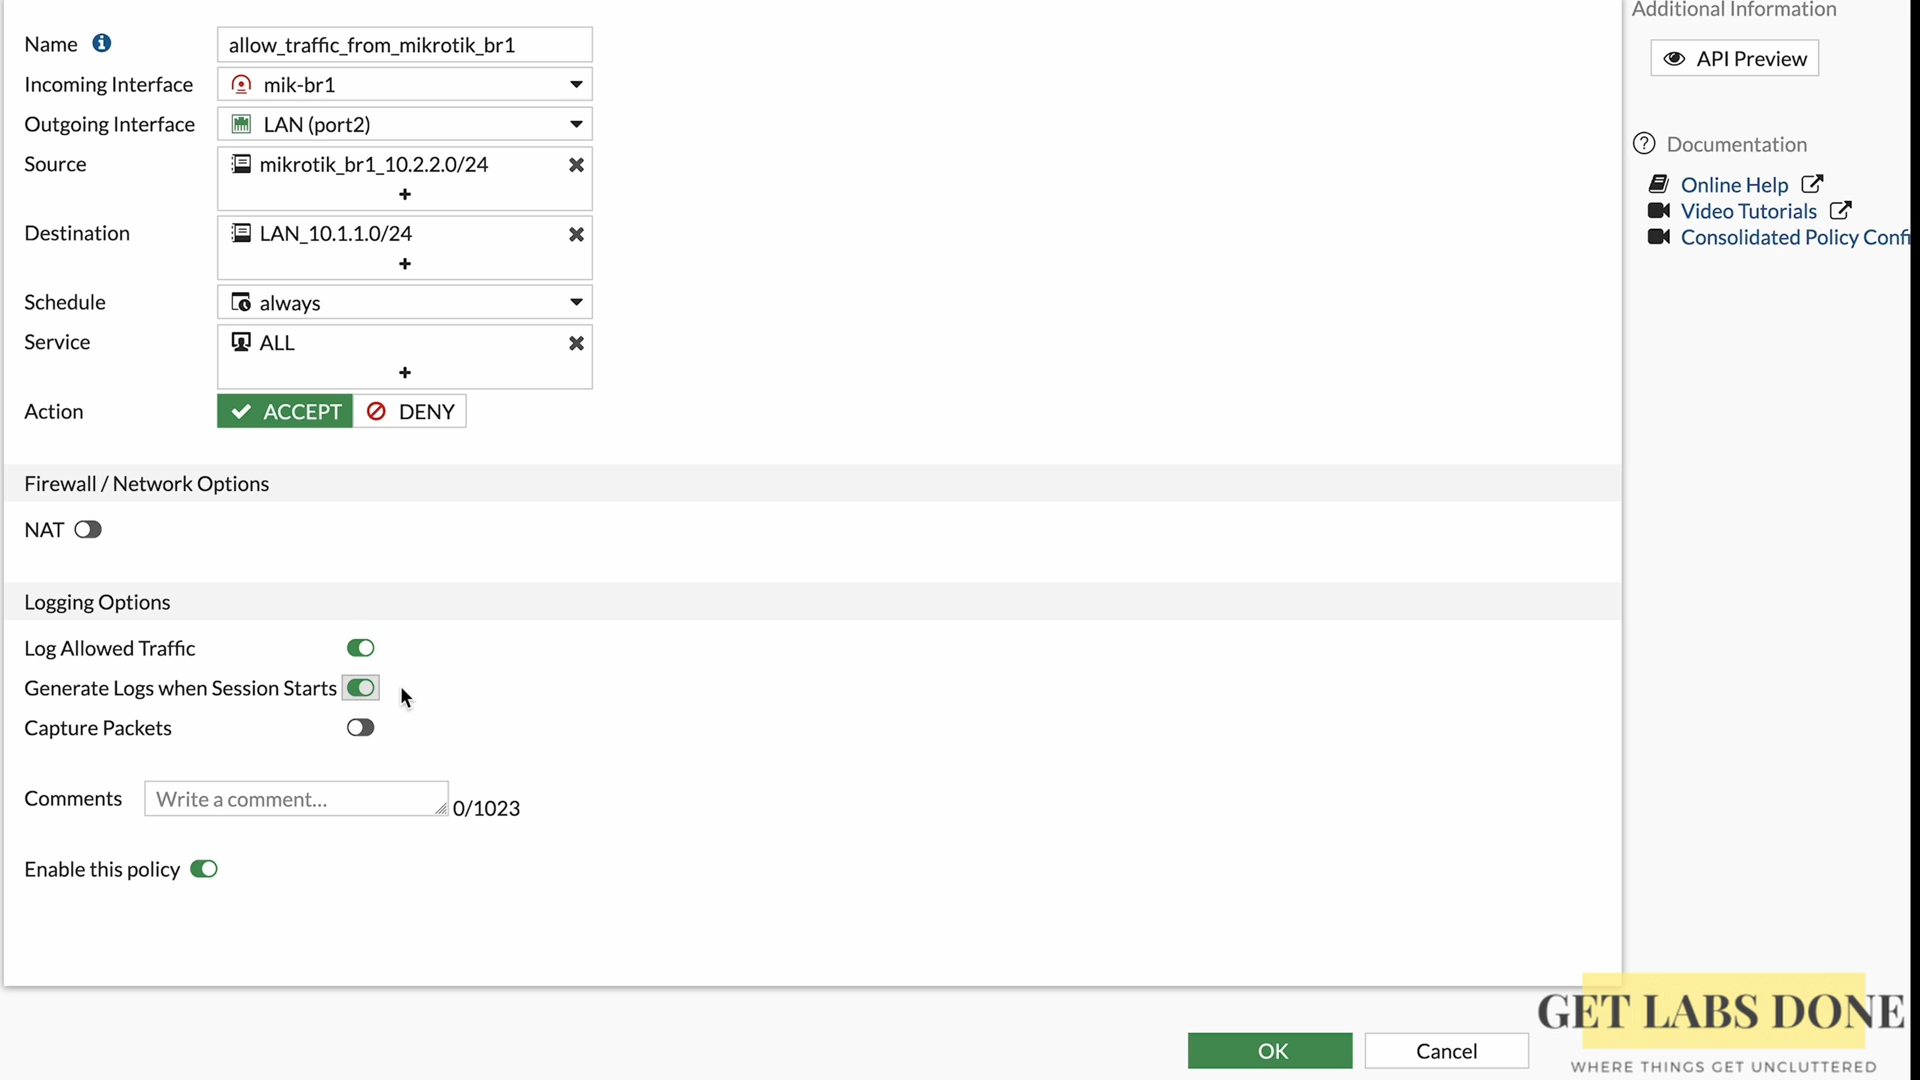 Additional Information
Name
allow_traffic_from_mikrotik_br1
API Preview
Incoming Interface
mik-br1
Outgoing Interface
LAN (port2)
Source
mikrotik_br1_10.2.2.0/24
+
Documentation
Online Help
Video Tutorials
Consolidated Policy Confi
Destination
LAN_10.1.1.0/24
+
Schedule
always
Service
ALL
+
Action
ACCEPT
DENY
Firewall / Network Options
NAT
Logging Options
Log Allowed Traffic
Generate Logs when Session Starts
Capture Packets
Comments
Write a comment...
0/1023
Enable this policy
OK
Cancel
GET LABS DONE
WHERE THINGS GET UNCLUTTERED